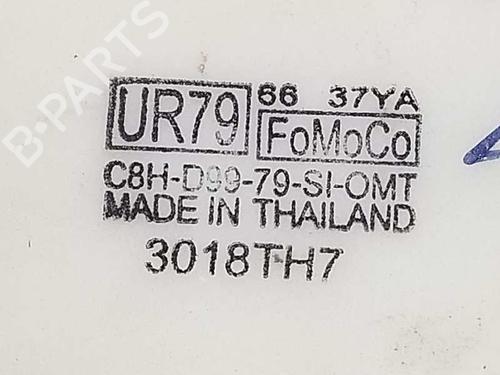 B-PARTS
66 37YA
UR79 FoMoCo
C8H-D99-79-SI-OMT
MADE IN THAILAND
3018TH7